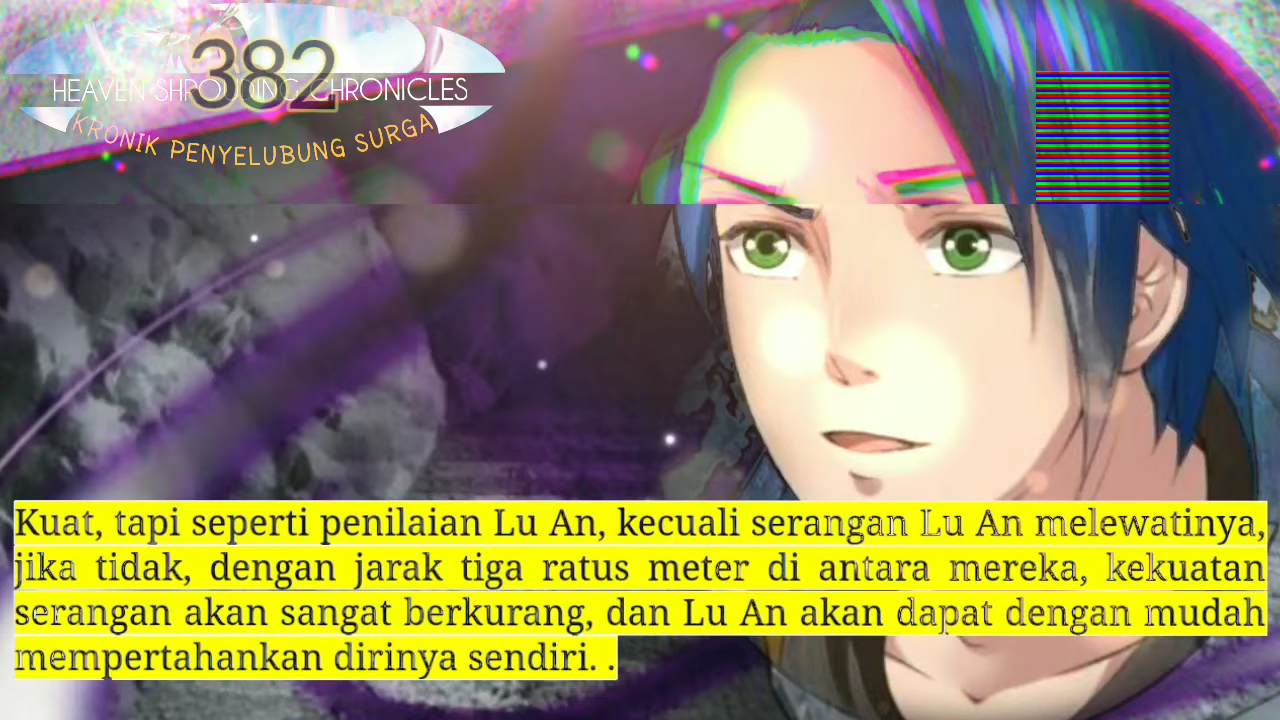 382
HEAVEN SHROUDING CHRONICLES
KRONIK PENYELUBUNG SURGA
Kuat, tapi seperti penilaian Lu An, kecuali serangan Lu An melewatinya,
jika tidak, dengan jarak tiga ratus meter di antara mereka, kekuatan
serangan akan sangat berkurang, dan Lu An akan dapat dengan mudah
mempertahankan dirinya sendiri. .